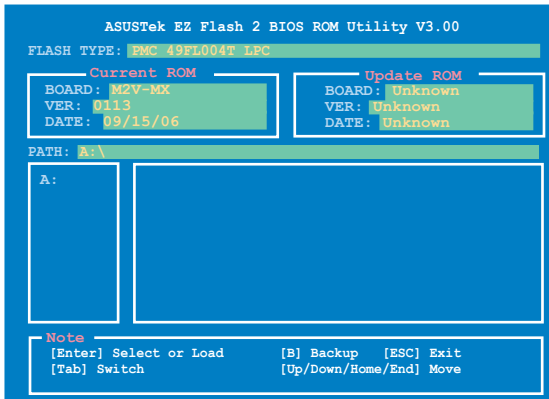 ASUSTek EZ Flash 2 BIOS ROM Utility V3.00
FLASH TYPE: PMC 49FL004T LPC
Current ROM
BOARD: M2V-MX
VER: 0113
DATE: 09/15/06
Update ROM
BOARD: Unknown
VER: Unknown
DATE: Unknown
PATH: A:\
A:
Note
[Enter] Select or Load [B] Backup [ESC] Exit
[Tab] Switch [Up/Down/Home/End] Move